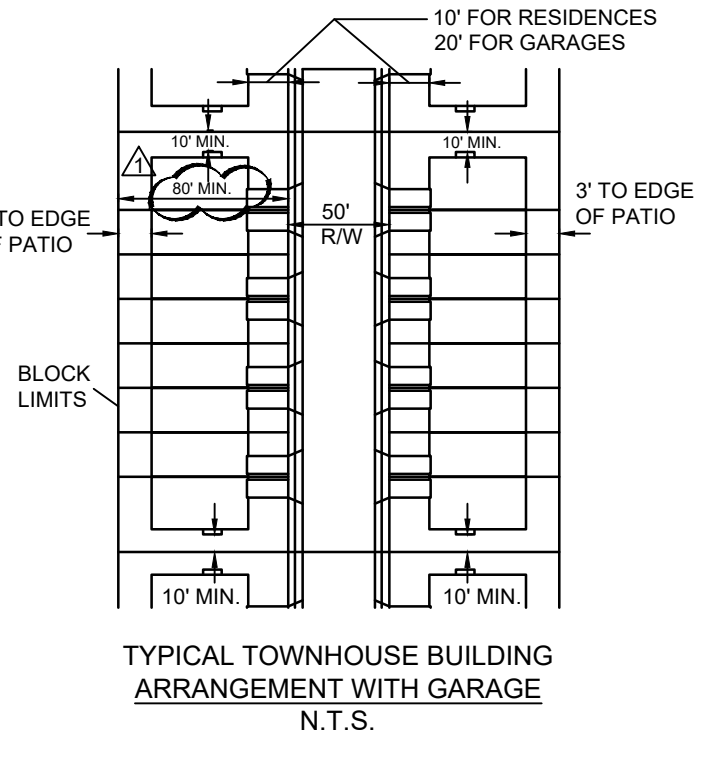 10' FOR RESIDENCES
20' FOR GARAGES
10' MIN.
10' MIN.
1
80' MIN.
TO EDGE
PATIO
50'
R/W
3' TO EDGE
OF PATIO
BLOCK
LIMITS
10' MIN.
10' MIN.
TYPICAL TOWNHOUSE BUILDING
ARRANGEMENT WITH GARAGE
N.T.S.